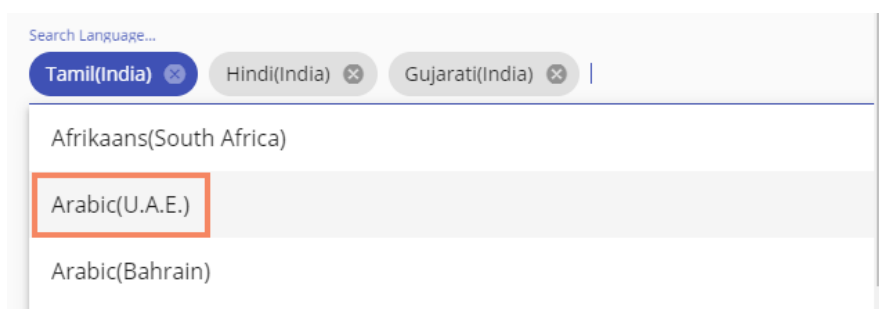 Search Language...
Tamil(India) Hindi(India) Gujarati(India)
Afrikaans(South Africa)
Arabic(U.A.E.)
Arabic(Bahrain)